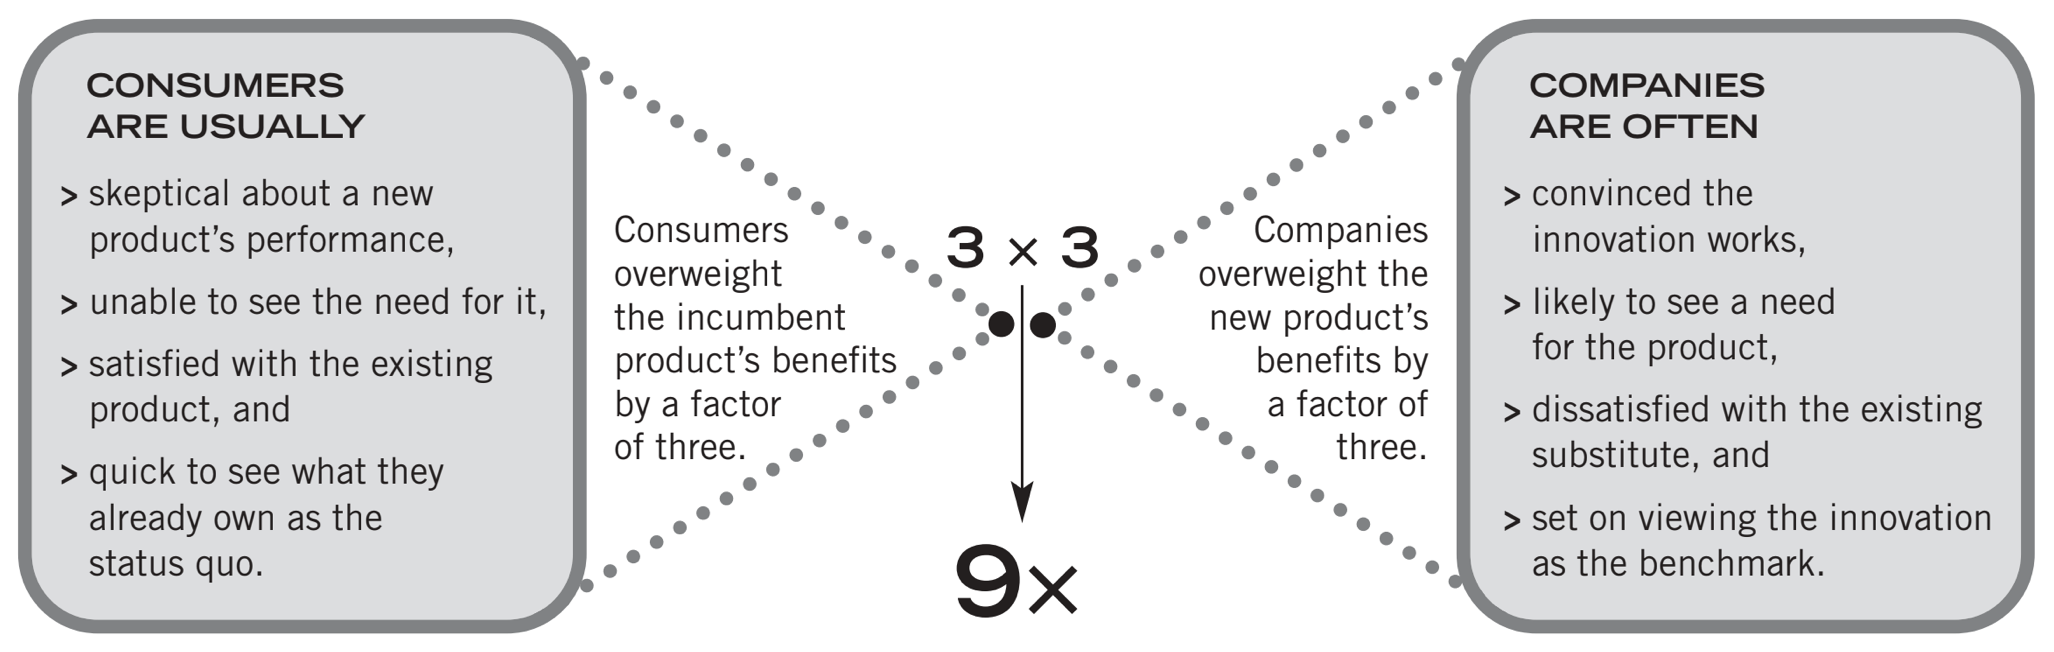 CONSUMERS
ARE USUALLY
> skeptical about a new
product’s performance,
> unable to see the need for it,
> satisfied with the existing
product, and
> quick to see what they
already own as the
status quo.
Consumers
overweight
the incumbent
product’s benefits
by a factor
of three.
3 × 3
9×
Companies
overweight the
new product’s
benefits by
a factor of
three.
COMPANIES
ARE OFTEN
> convinced the
innovation works,
> likely to see a need
for the product,
> dissatisfied with the existing
substitute, and
> set on viewing the innovation
as the benchmark.